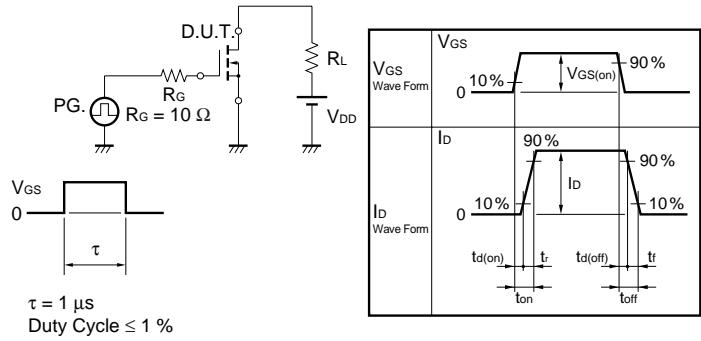 D.U.T.
RL
PG.
RG
RG = 10 Ω
VDD
VGS
0
τ
τ = 1 μs
Duty Cycle ≤ 1 %
VGS
Wave Form
VGS
10 %
0
VGS(on)
90 %
ID
Wave Form
ID
90 %
90 %
10 %
ID
10 %
0
td(on)
tr
td(off)
tf
ton
toff